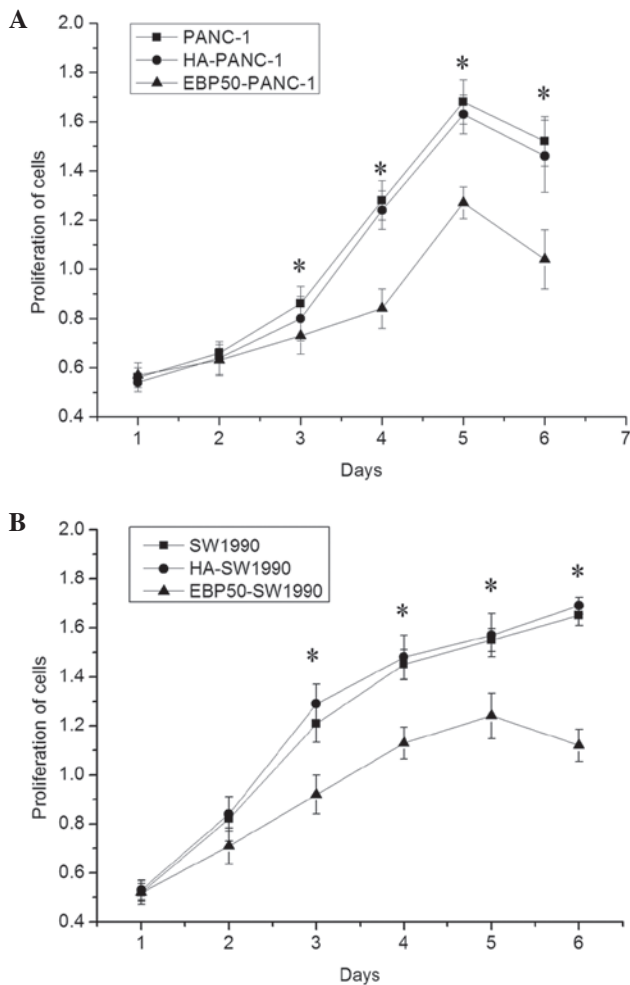 A
PANC-1
HA-PANC-1
EBP50-PANC-1
* * * *
Proliferation of cells
2.0
1.8
1.6
1.4
1.2
1.0
0.8
0.6
0.4
1 2 3 4 5 6 7
Days
B
SW1990
HA-SW1990
EBP50-SW1990
* * * *
Proliferation of cells
2.0
1.8
1.6
1.4
1.2
1.0
0.8
0.6
0.4
1 2 3 4 5 6
Days